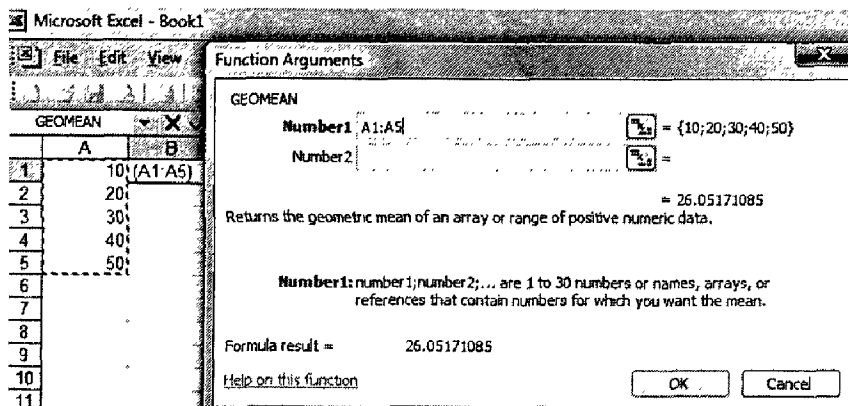 Microsoft Excel - Book1
File Edit View
Function Arguments
GEOMEAN
Number1 A1:A5 = {10;20;30;40;50}
Number2 =
= 26.05171085
Returns the geometric mean of an array or range of positive numeric data.
Number1: number1;number2;... are 1 to 30 numbers or names, arrays, or
references that contain numbers for which you want the mean.
Formula result = 26.05171085
Help on this function
OK Cancel
GEOMEAN
A B
1 10 (A1:A5)
2 20
3 30
4 40
5 50
6
7
8
9
10
11